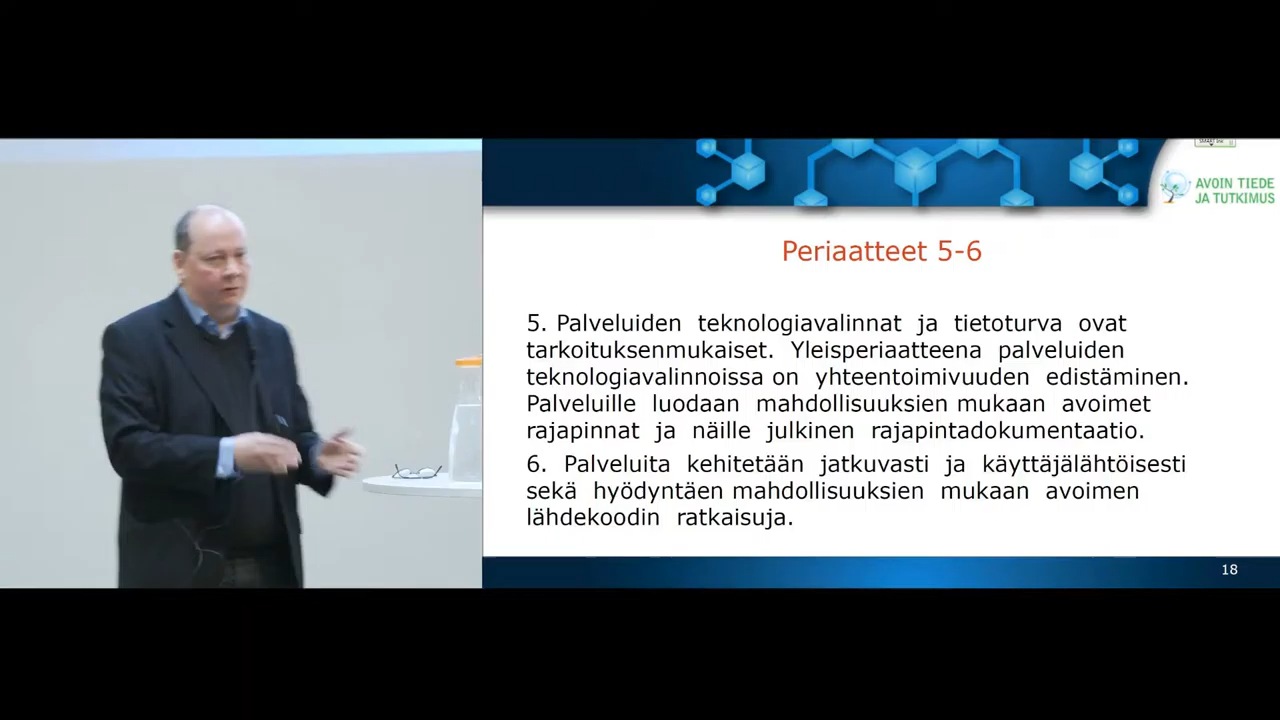 AVOIN TIEDE
JA TUTKIMUS
Periaatteet 5-6
5. Palveluiden teknologiavalinnat ja tietoturva ovat
tarkoituksenmukaiset. Yleisperiaatteena palveluiden
teknologiavalinnoissa on yhteentoimivuuden edistäminen.
Palveluille luodaan mahdollisuuksien mukaan avoimet
rajapinnat ja näille julkinen rajapintadokumentaatio.
6. Palveluita kehitetään jatkuvasti ja käyttäjälähtöisesti
sekä hyödyntäen mahdollisuuksien mukaan avoimen
lähdekoodin ratkaisuja.
18